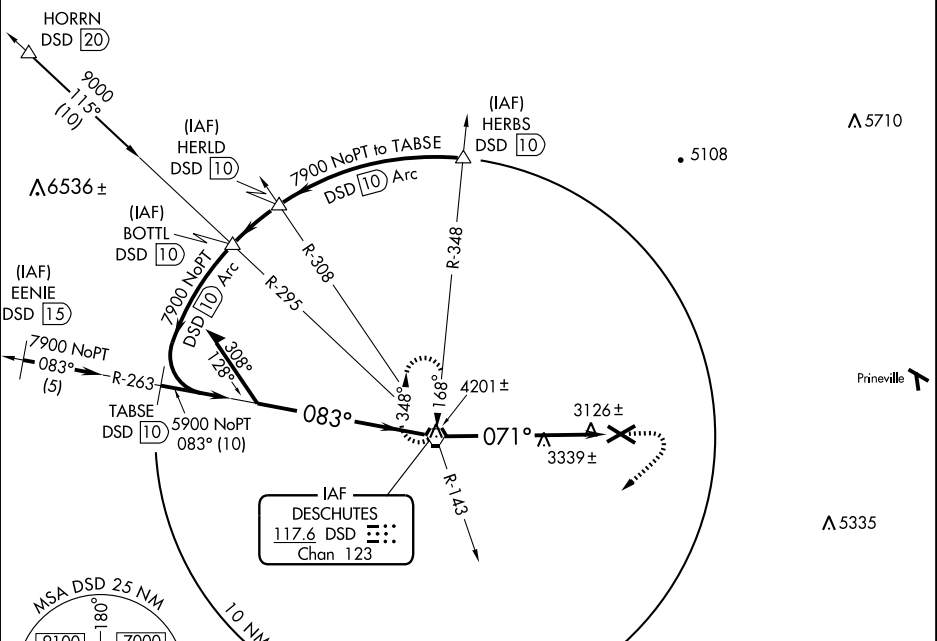 HORRN
DSD 20
9000
115°
(10)
(IAF)
HERLD
DSD 10
(IAF)
HERBS
DSD 10
7900 NoPT to TABSE
DSD 10 Arc
5710
5108
6536 ±
(IAF)
BOTTL
DSD 10
R-308
R-348
R-295
7900 NoPT
DSD 10 Arc
(IAF)
EENIE
DSD 15
7900 NoPT
083°
(5)
R-263
308°
128°
TABSE
DSD 10
5900 NoPT
083° (10)
083°
348°
168°
4201 ±
071°
3126 ±
3339 ±
Prineville
R-143
IAF
DESCHUTES
117.6 DSD
Chan 123
5335
MSA DSD 25 NM
180°
9100
7000
10 NM